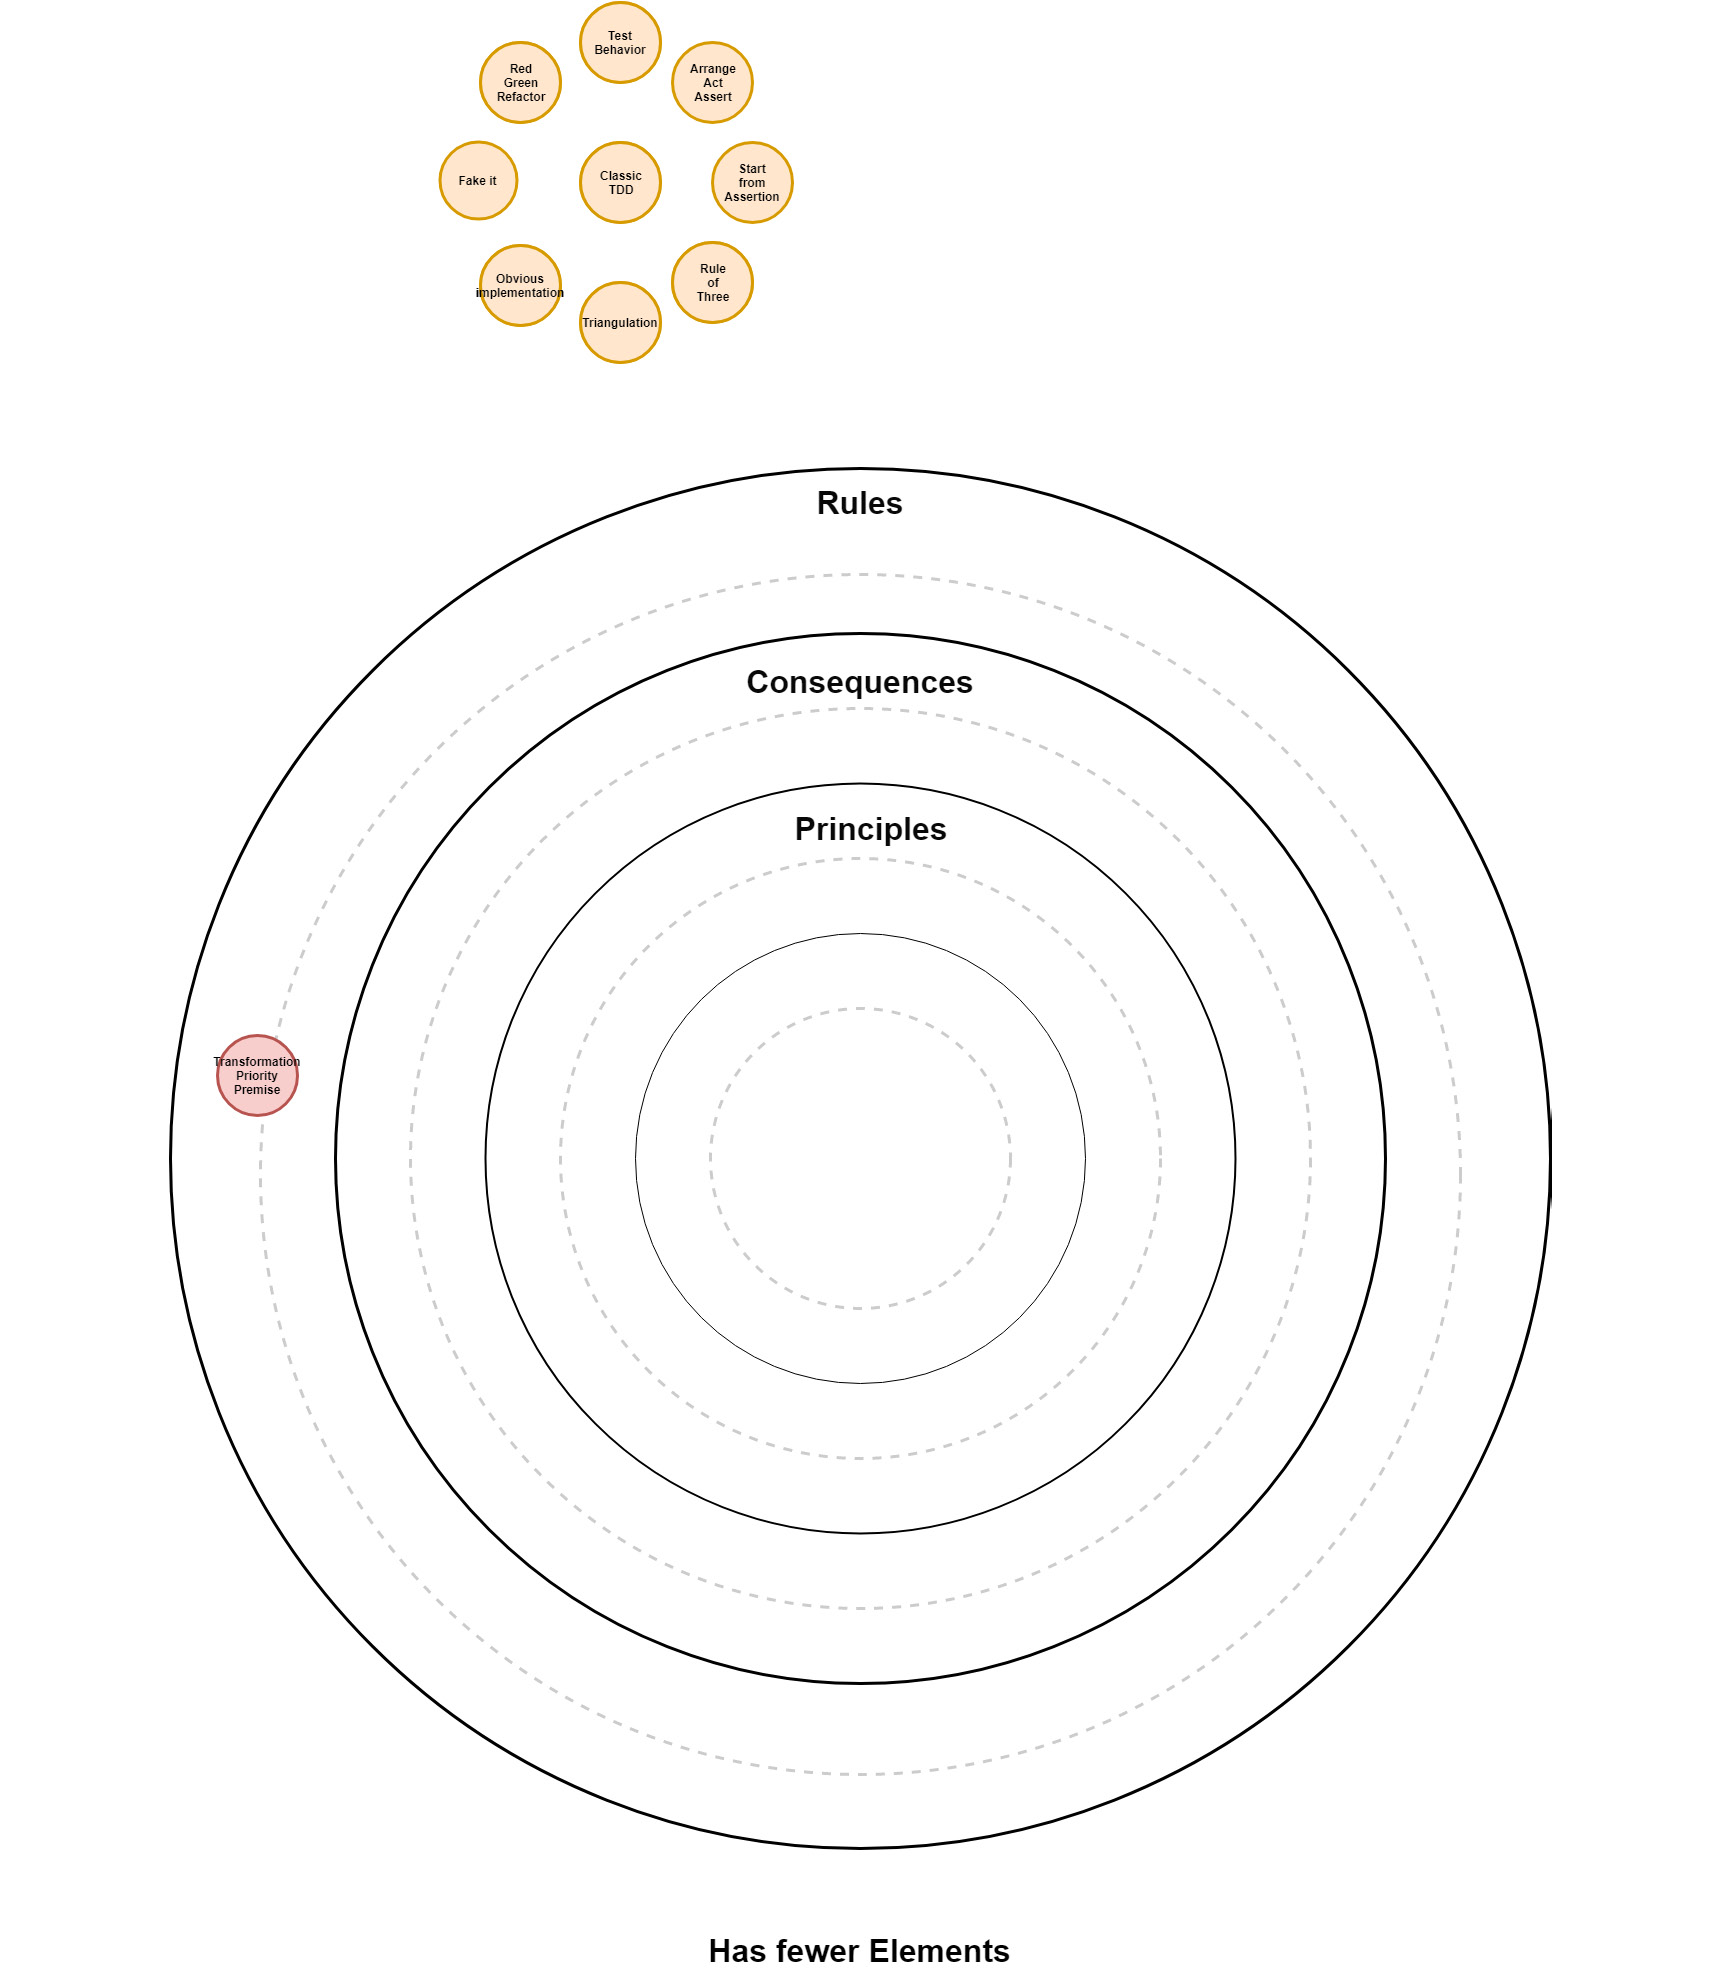 Test
Behavior
Red
Green
Refactor
Arrange
Act
Assert
Fake it
Classic
TDD
Start
from
Assertion
Obvious
implementation
Triangulation
Rule
of
Three
Rules
Consequences
Principles
Transformation
Priority
Premise
Has fewer Elements